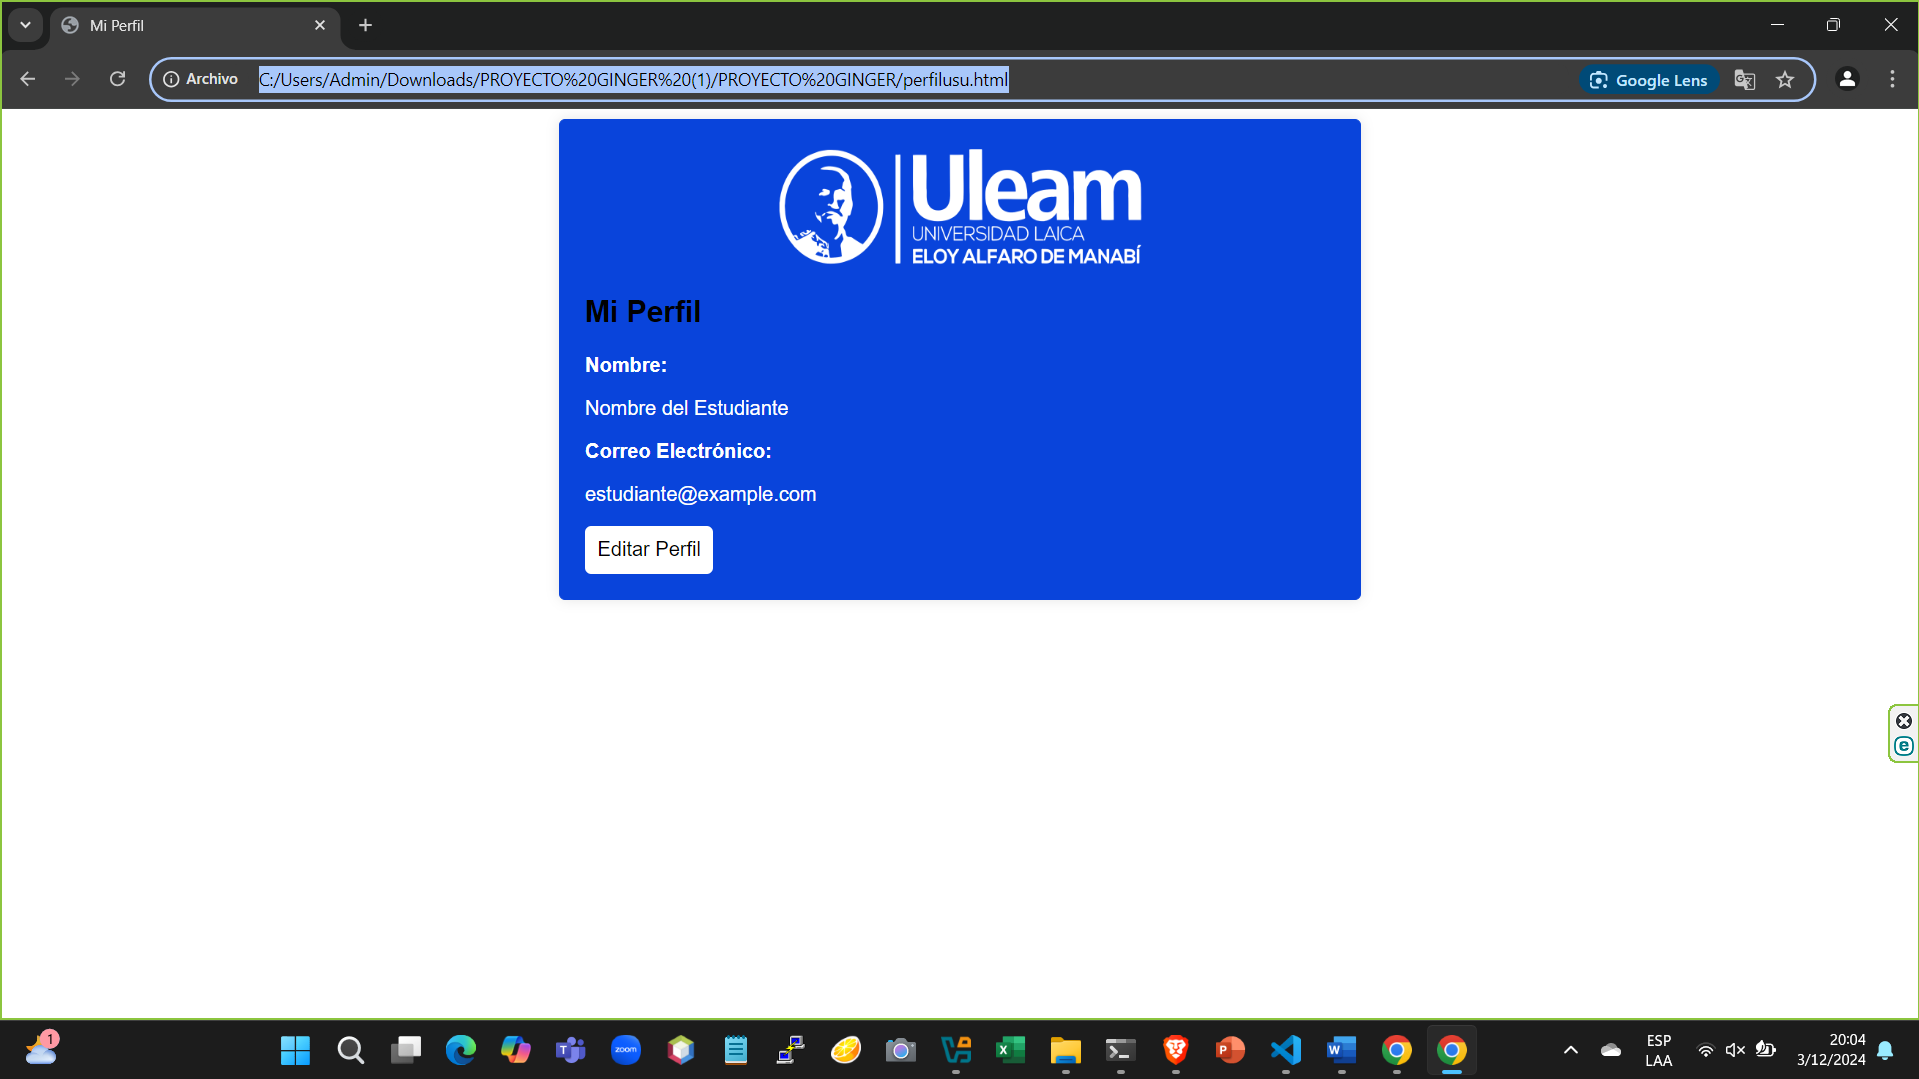 Mi Perfil
Archivo
C:/Users/Admin/Downloads/PROYECTO%20GINGER%20(1)/PROYECTO%20GINGER/perfilusu.html
Google Lens
Uleam
UNIVERSIDAD LAICA
ELOY ALFARO DE MANABÍ
Mi Perfil
Nombre:
Nombre del Estudiante
Correo Electrónico:
estudiante@example.com
Editar Perfil
1
zoom
ESP
LAA
20:04
3/12/2024